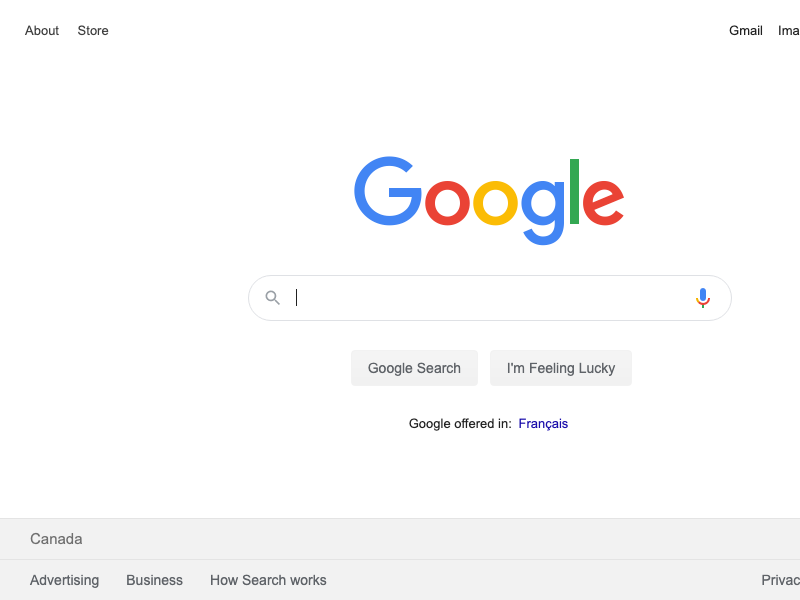 About Store Gmail Ima
Google
Google Search I'm Feeling Lucky
Google offered in: Français
Canada
Advertising Business How Search works Privac